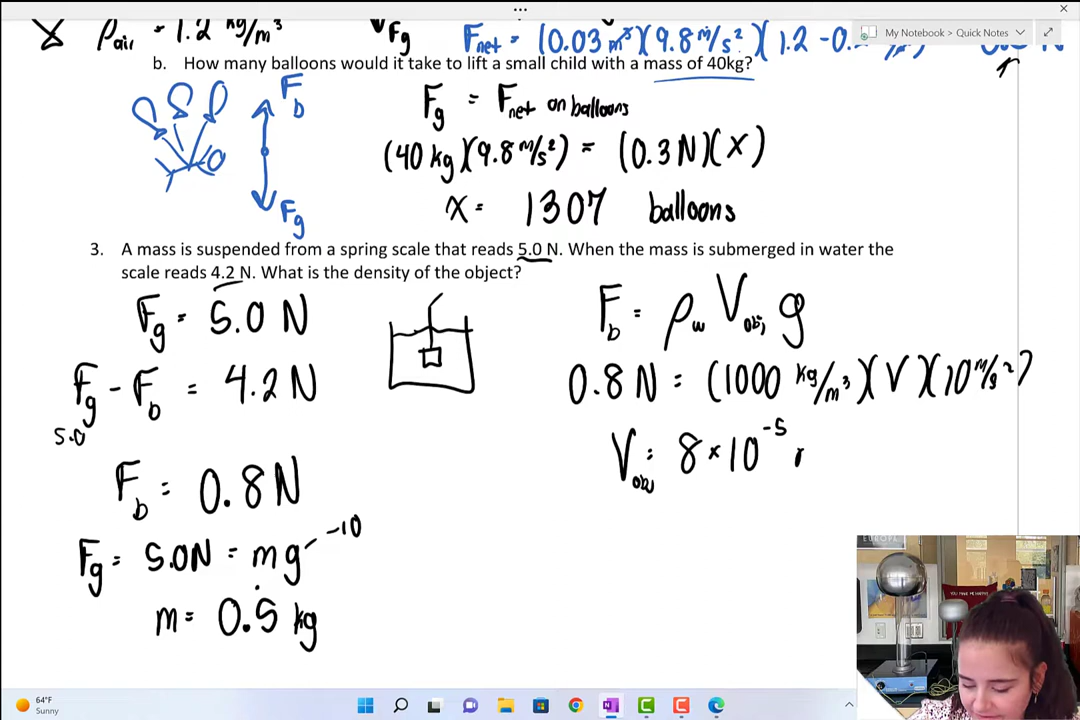 My Notebook > Quick Notes
ρair = 1.2 kg/m³
Fg
Fnet = (0.03 m³)(9.8 m/s²)(1.2 - 0.
b. How many balloons would it take to lift a small child with a mass of 40kg?
Fb
Fg = Fnet on balloons
(40 kg)(9.8 m/s²) = (0.3 N)(X)
Fg
X = 1307 balloons
3. A mass is suspended from a spring scale that reads 5.0 N. When the mass is submerged in water the
scale reads 4.2 N. What is the density of the object?
Fg = 5.0 N
Fb = ρw Vobj g
Fg - Fb = 4.2 N
5.0
0.8 N = (1000 kg/m³)(V)(10 m/s²)
Fb = 0.8 N
Vobj = 8 × 10⁻⁵
Fg = 5.0N = mg
~10
m = 0.5 kg
EUROPA
64°F
Sunny